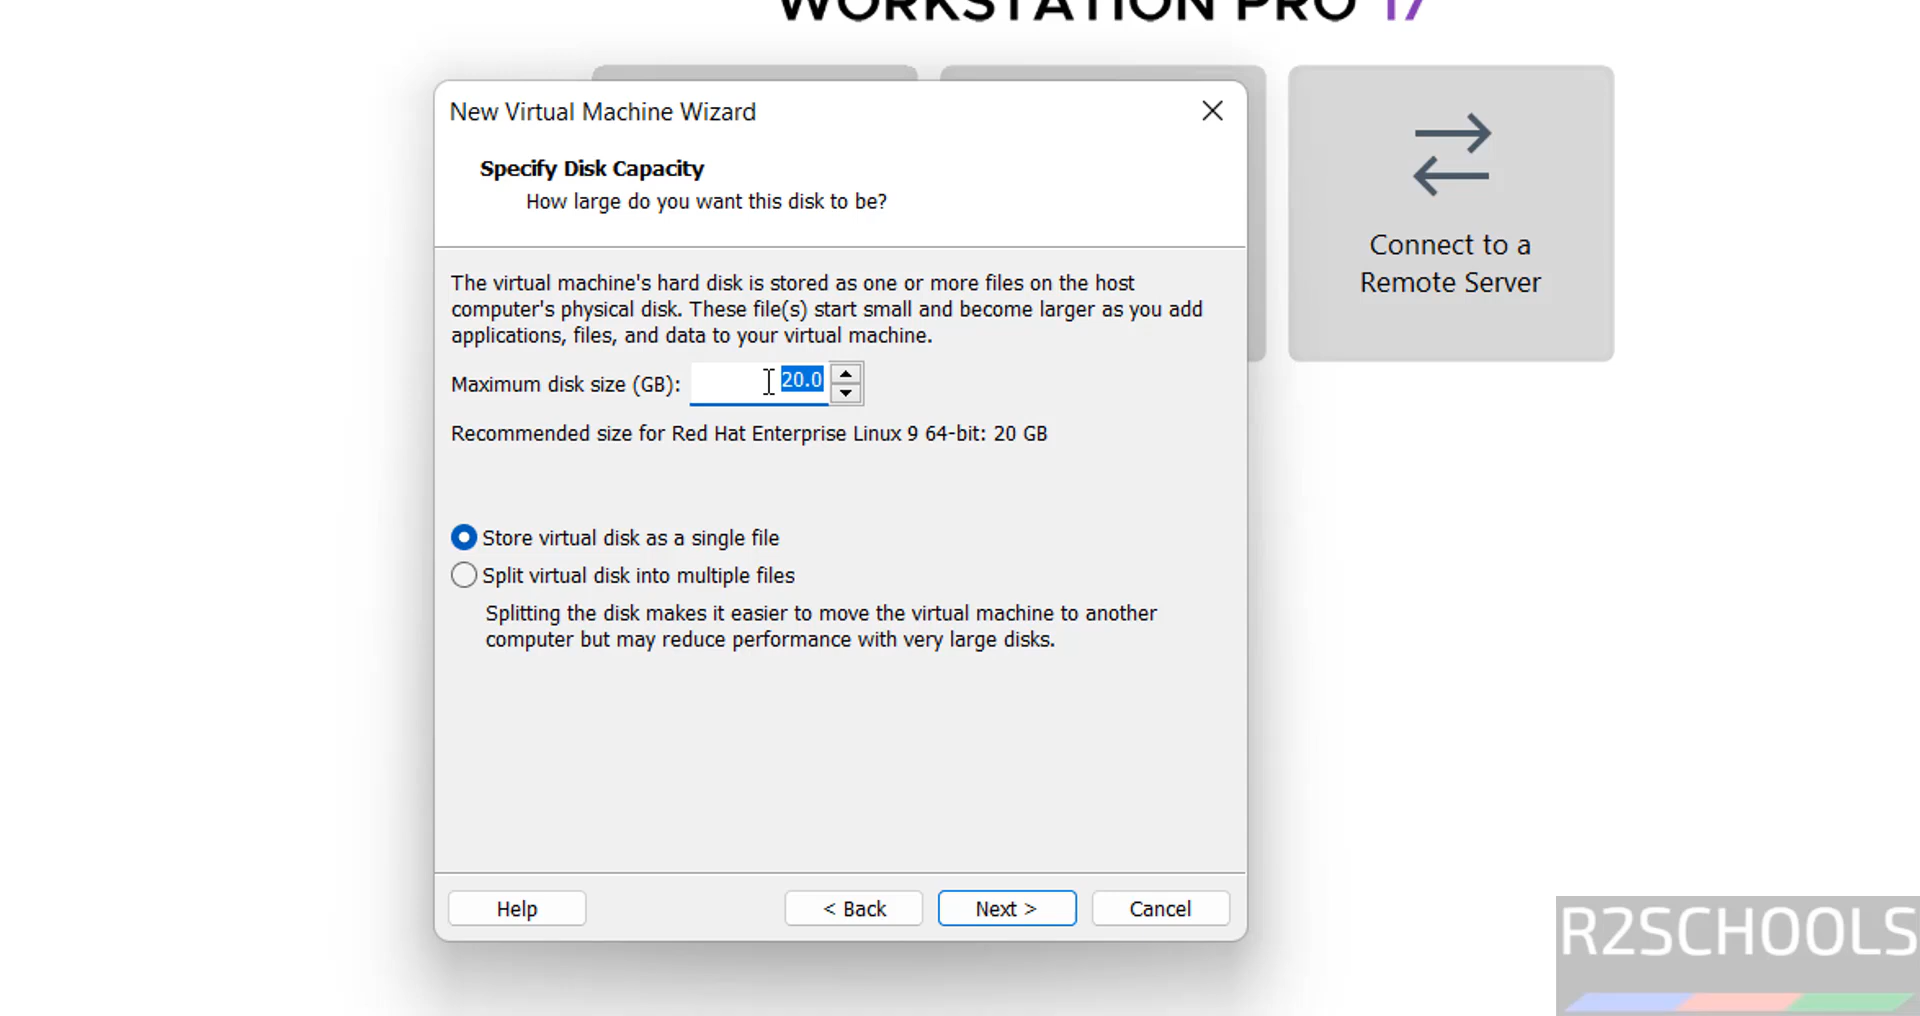 WORKSTATION PRO 17
New Virtual Machine Wizard
Specify Disk Capacity
How large do you want this disk to be?
Connect to a
Remote Server
The virtual machine's hard disk is stored as one or more files on the host
computer's physical disk. These file(s) start small and become larger as you add
applications, files, and data to your virtual machine.
Maximum disk size (GB): 20.0
Recommended size for Red Hat Enterprise Linux 9 64-bit: 20 GB
Store virtual disk as a single file
Split virtual disk into multiple files
Splitting the disk makes it easier to move the virtual machine to another
computer but may reduce performance with very large disks.
Help < Back Next > Cancel
R2SCHOOLS